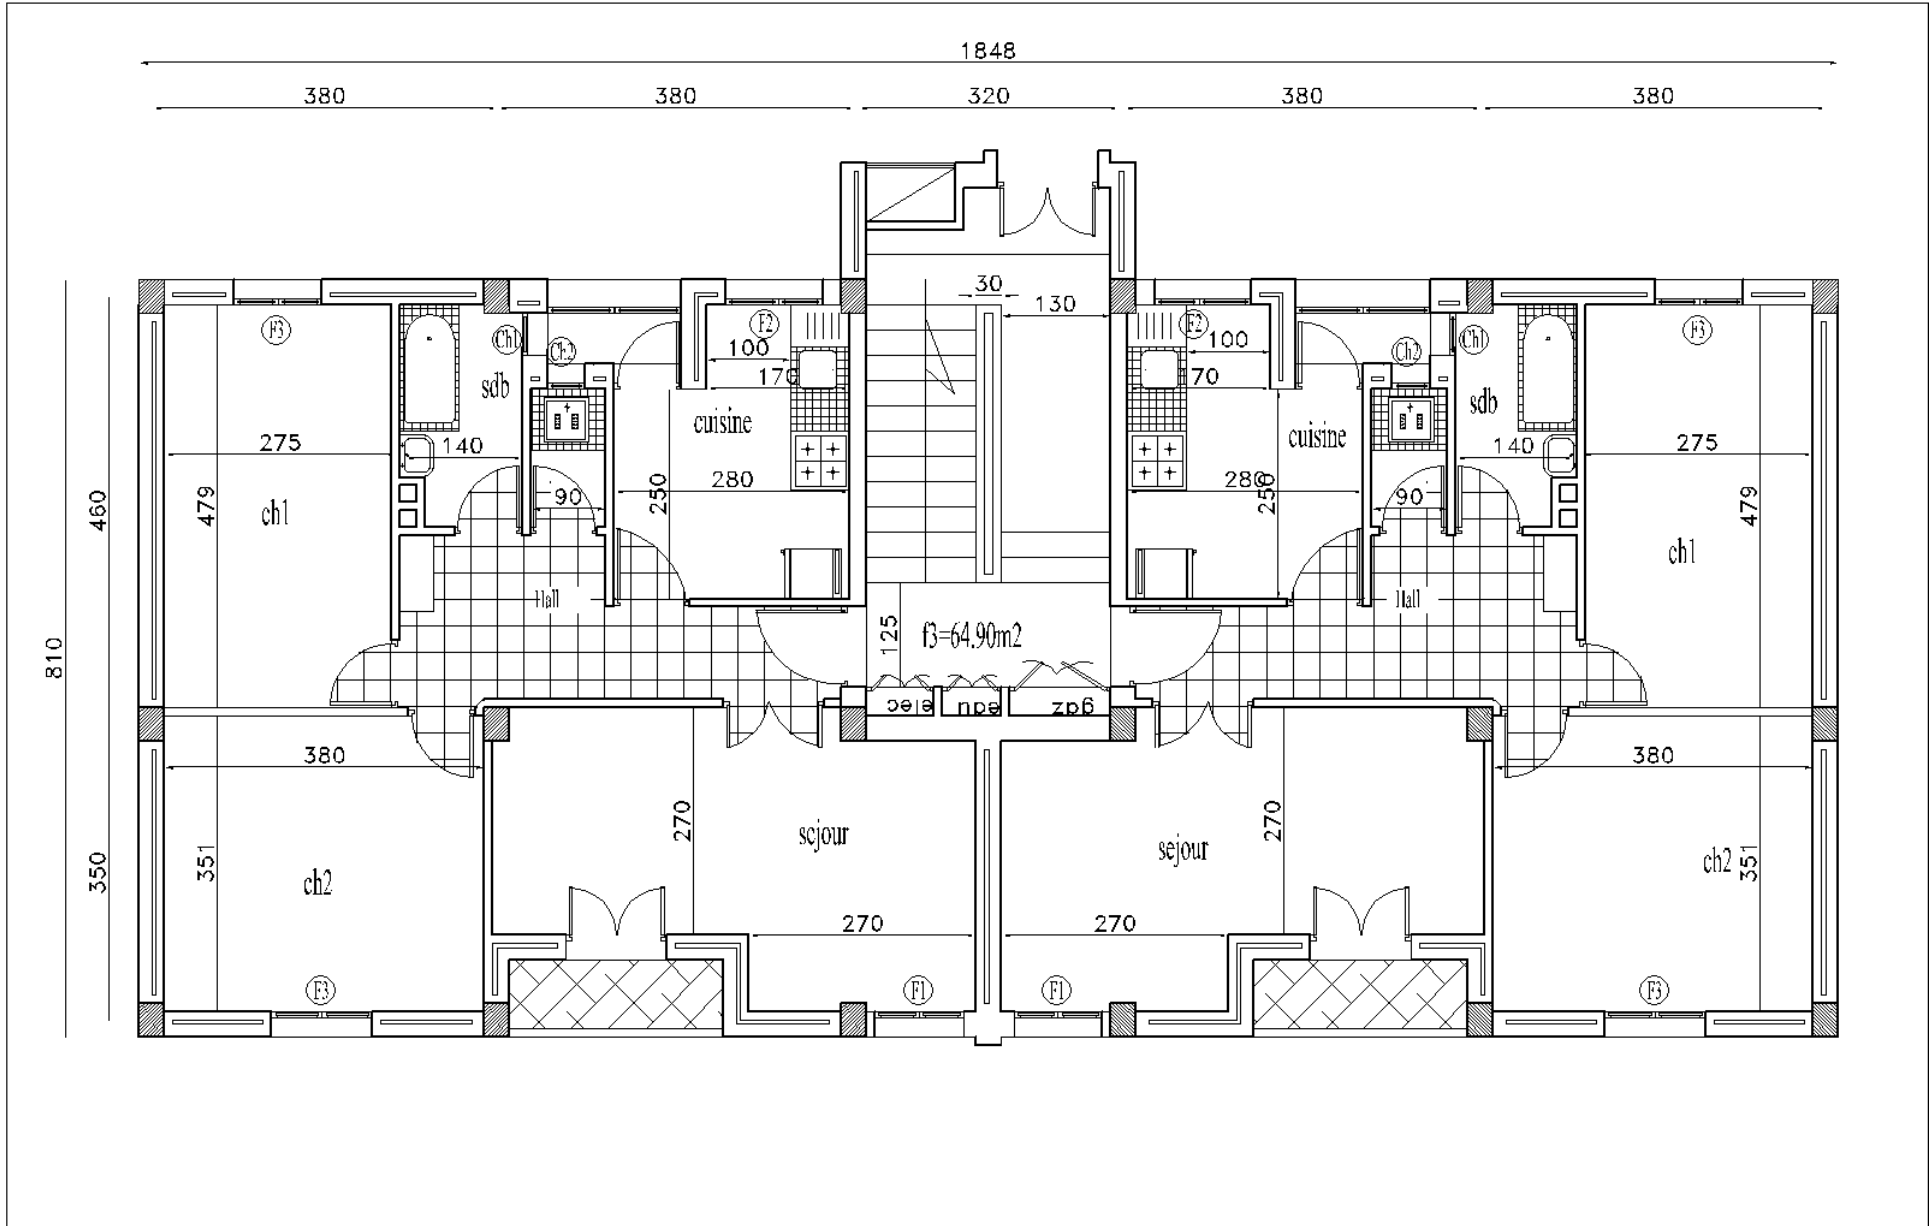 1848
380 380 320 380 380
30
130
F3 F2 F2 F3
Ch1 Ch2 Ch2 Ch1
100 100
170 170
sdb sdb
cuisine cuisine
275 140 280 280 140 275
250 250
90 90
460 479 479
ch1 ch1
Hall Hall
125
f3=64.90m2
810
elec eau gaz
380 380
270 270
sejour sejour
350 351 351
ch2 ch2
270 270
F3 F1 F1 F3